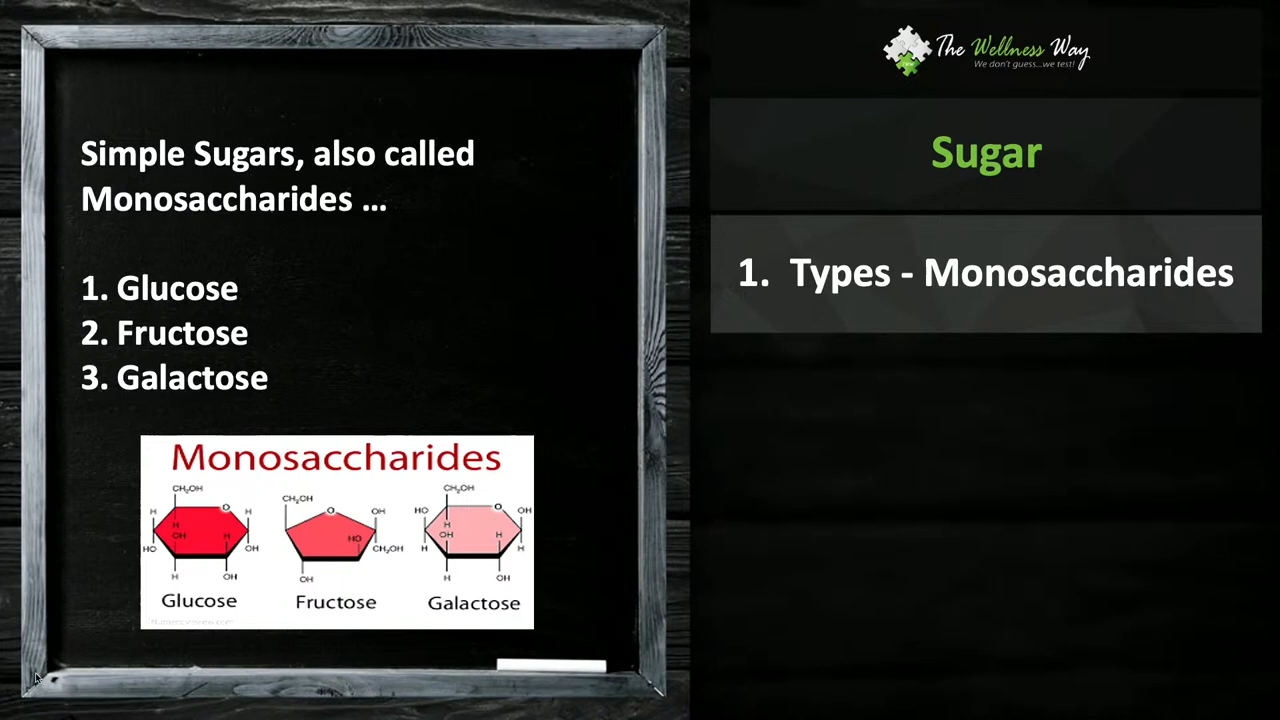 Simple Sugars, also called
Monosaccharides ...
1. Glucose
2. Fructose
3. Galactose
Monosaccharides
CH₂OH
O
H
H
H
OH
H
HO
OH
H
OH
Glucose
CH₂OH
O
OH
HO
CH₂OH
OH
Fructose
CH₂OH
HO
O
OH
H
OH
H
H
H
H
OH
Galactose
The Wellness Way
We don't guess...we test!
Sugar
1. Types - Monosaccharides